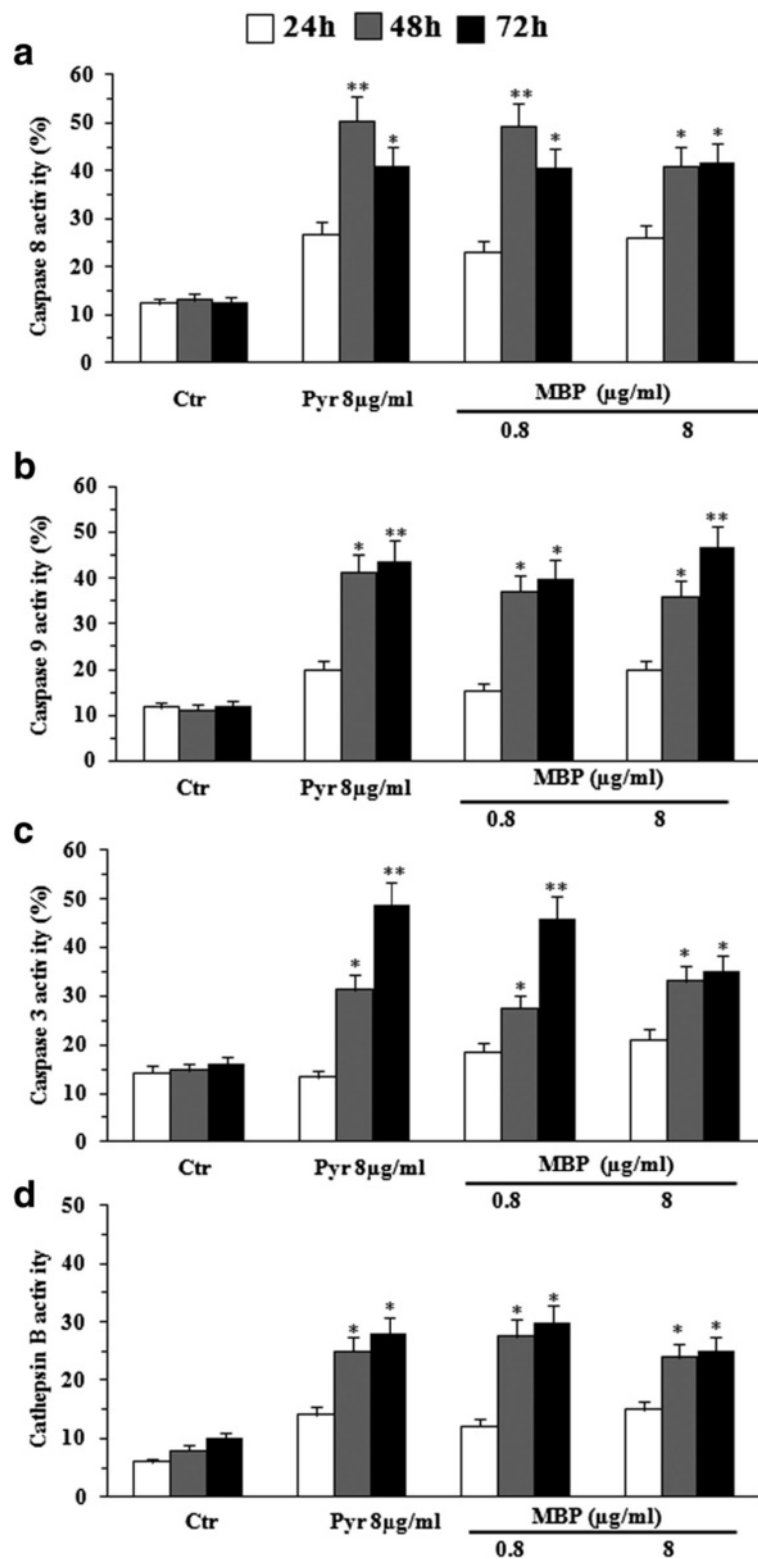 24h 48h 72h
a
Caspase 8 activity (%)
60
50
40
30
20
10
0
** * ** * * *
Ctr Pyr 8µg/ml MBP (µg/ml)
0.8 8
b
Caspase 9 activity (%)
60
50
40
30
20
10
0
* ** * * * **
Ctr Pyr 8µg/ml MBP (µg/ml)
0.8 8
c
Caspase 3 activity (%)
60
50
40
30
20
10
0
* ** * ** * *
Ctr Pyr 8µg/ml MBP (µg/ml)
0.8 8
d
Cathepsin B activity
50
40
30
20
10
0
* * * * * *
Ctr Pyr 8µg/ml MBP (µg/ml)
0.8 8